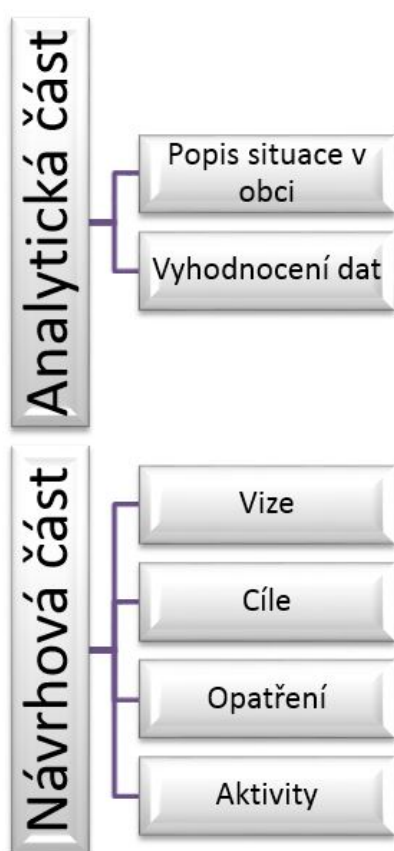 Analytická část
Popis situace v
obci
Vyhodnocení dat
Návrhová část
Vize
Cíle
Opatření
Aktivity